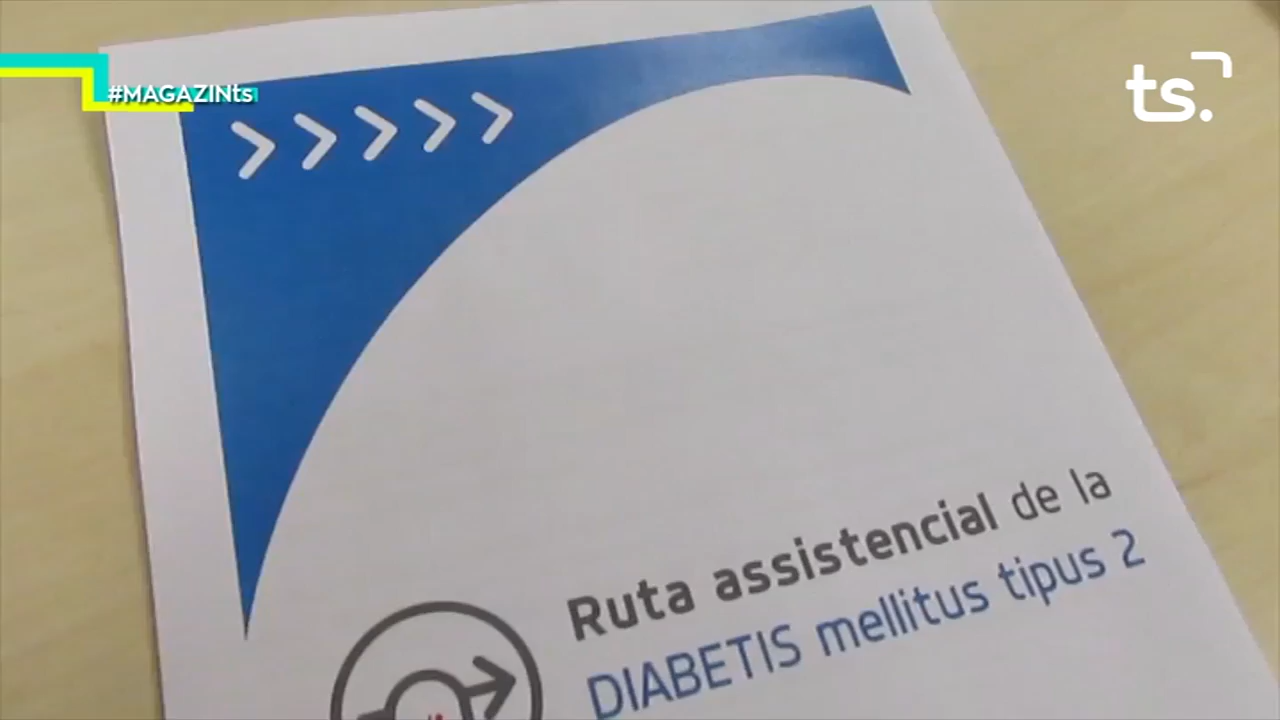 #MAGAZINts
ts.
Ruta assistencial de la
DIABETIS mellitus tipus 2